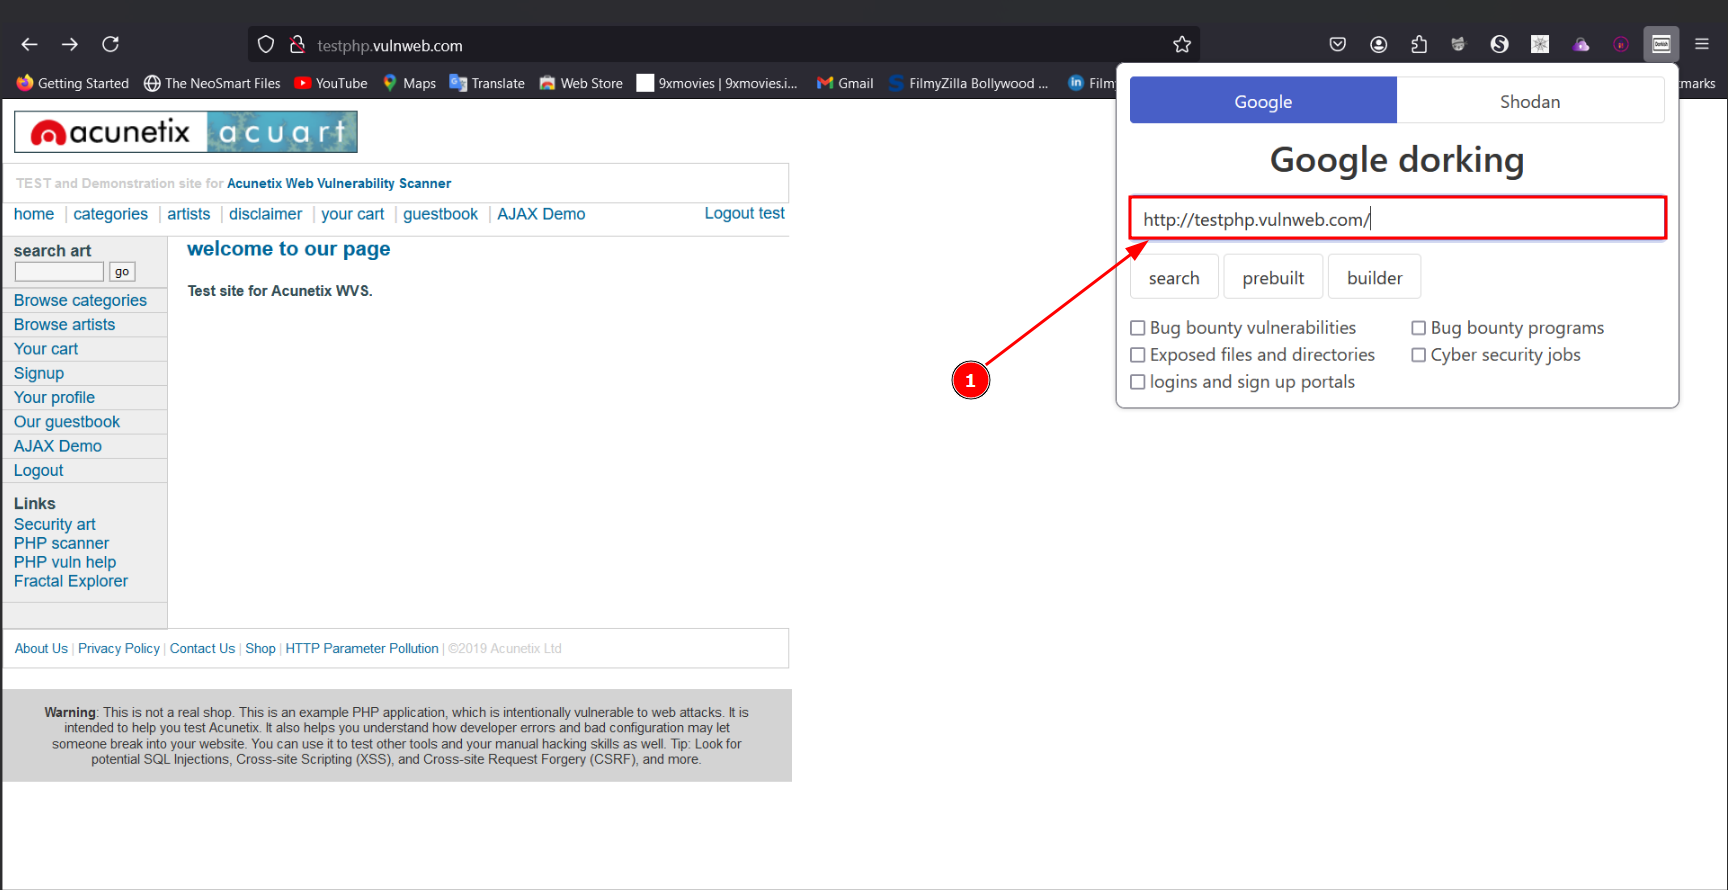 testphp.vulnweb.com
Getting Started The NeoSmart Files YouTube Maps Translate Web Store 9xmovies | 9xmovies.i... Gmail FilmyZilla Bollywood ... Filmy marks
acunetix acuart
TEST and Demonstration site for Acunetix Web Vulnerability Scanner
home | categories | artists | disclaimer | your cart | guestbook | AJAX Demo Logout test
search art
go
Browse categories
Browse artists
Your cart
Signup
Your profile
Our guestbook
AJAX Demo
Logout
Links
Security art
PHP scanner
PHP vuln help
Fractal Explorer
welcome to our page
Test site for Acunetix WVS.
About Us | Privacy Policy | Contact Us | Shop | HTTP Parameter Pollution | ©2019 Acunetix Ltd
Warning: This is not a real shop. This is an example PHP application, which is intentionally vulnerable to web attacks. It is
intended to help you test Acunetix. It also helps you understand how developer errors and bad configuration may let
someone break into your website. You can use it to test other tools and your manual hacking skills as well. Tip: Look for
potential SQL Injections, Cross-site Scripting (XSS), and Cross-site Request Forgery (CSRF), and more.
Google Shodan
Google dorking
http://testphp.vulnweb.com/
search prebuilt builder
Bug bounty vulnerabilities Bug bounty programs
Exposed files and directories Cyber security jobs
logins and sign up portals
1